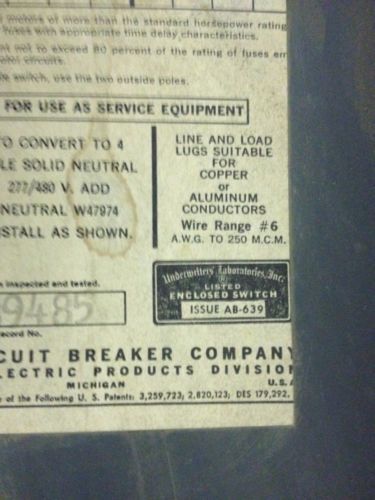 motors of more than the standard horsepower rating
fuses with appropriate time delay characteristics.
not to exceed 80 percent of the rating of fuses em
circuits.
switch, use the two outside poles.
FOR USE AS SERVICE EQUIPMENT
O CONVERT TO 4
LE SOLID NEUTRAL
277/480 V. ADD
NEUTRAL W47974
STALL AS SHOWN.
LINE AND LOAD
LUGS SUITABLE
FOR
COPPER
or
ALUMINUM
CONDUCTORS
Wire Range #6
A.W.G. TO 250 M.C.M.
Underwriters' Laboratories, Inc.
LISTED
ENCLOSED SWITCH
ISSUE AB-639
inspected and tested.
9485
ecord No.
CUIT BREAKER COMPANY
LECTRIC PRODUCTS DIVISIO
MICHIGAN U.S.A
e of the Following U. S. Patents: 3,259,723; 2,820,123; DES 179,292.